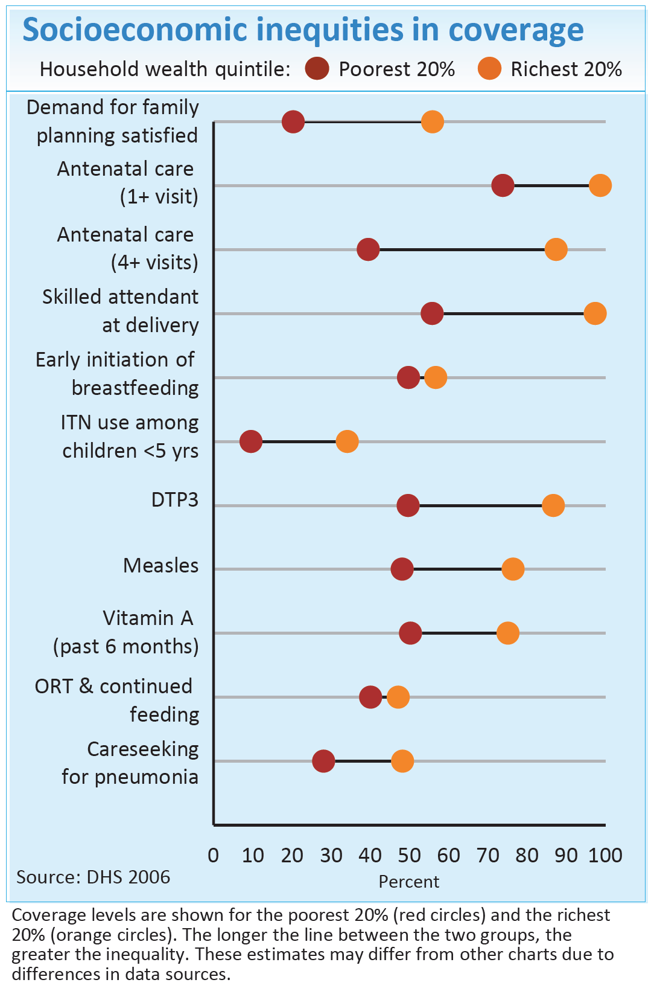 Socioeconomic inequities in coverage
Household wealth quintile: Poorest 20% Richest 20%
Demand for family
planning satisfied
Antenatal care
(1+ visit)
Antenatal care
(4+ visits)
Skilled attendant
at delivery
Early initiation of
breastfeeding
ITN use among
children <5 yrs
DTP3
Measles
Vitamin A
(past 6 months)
ORT & continued
feeding
Careseeking
for pneumonia
0 10 20 30 40 50 60 70 80 90 100
Percent
Source: DHS 2006
Coverage levels are shown for the poorest 20% (red circles) and the richest
20% (orange circles). The longer the line between the two groups, the
greater the inequality. These estimates may differ from other charts due to
differences in data sources.